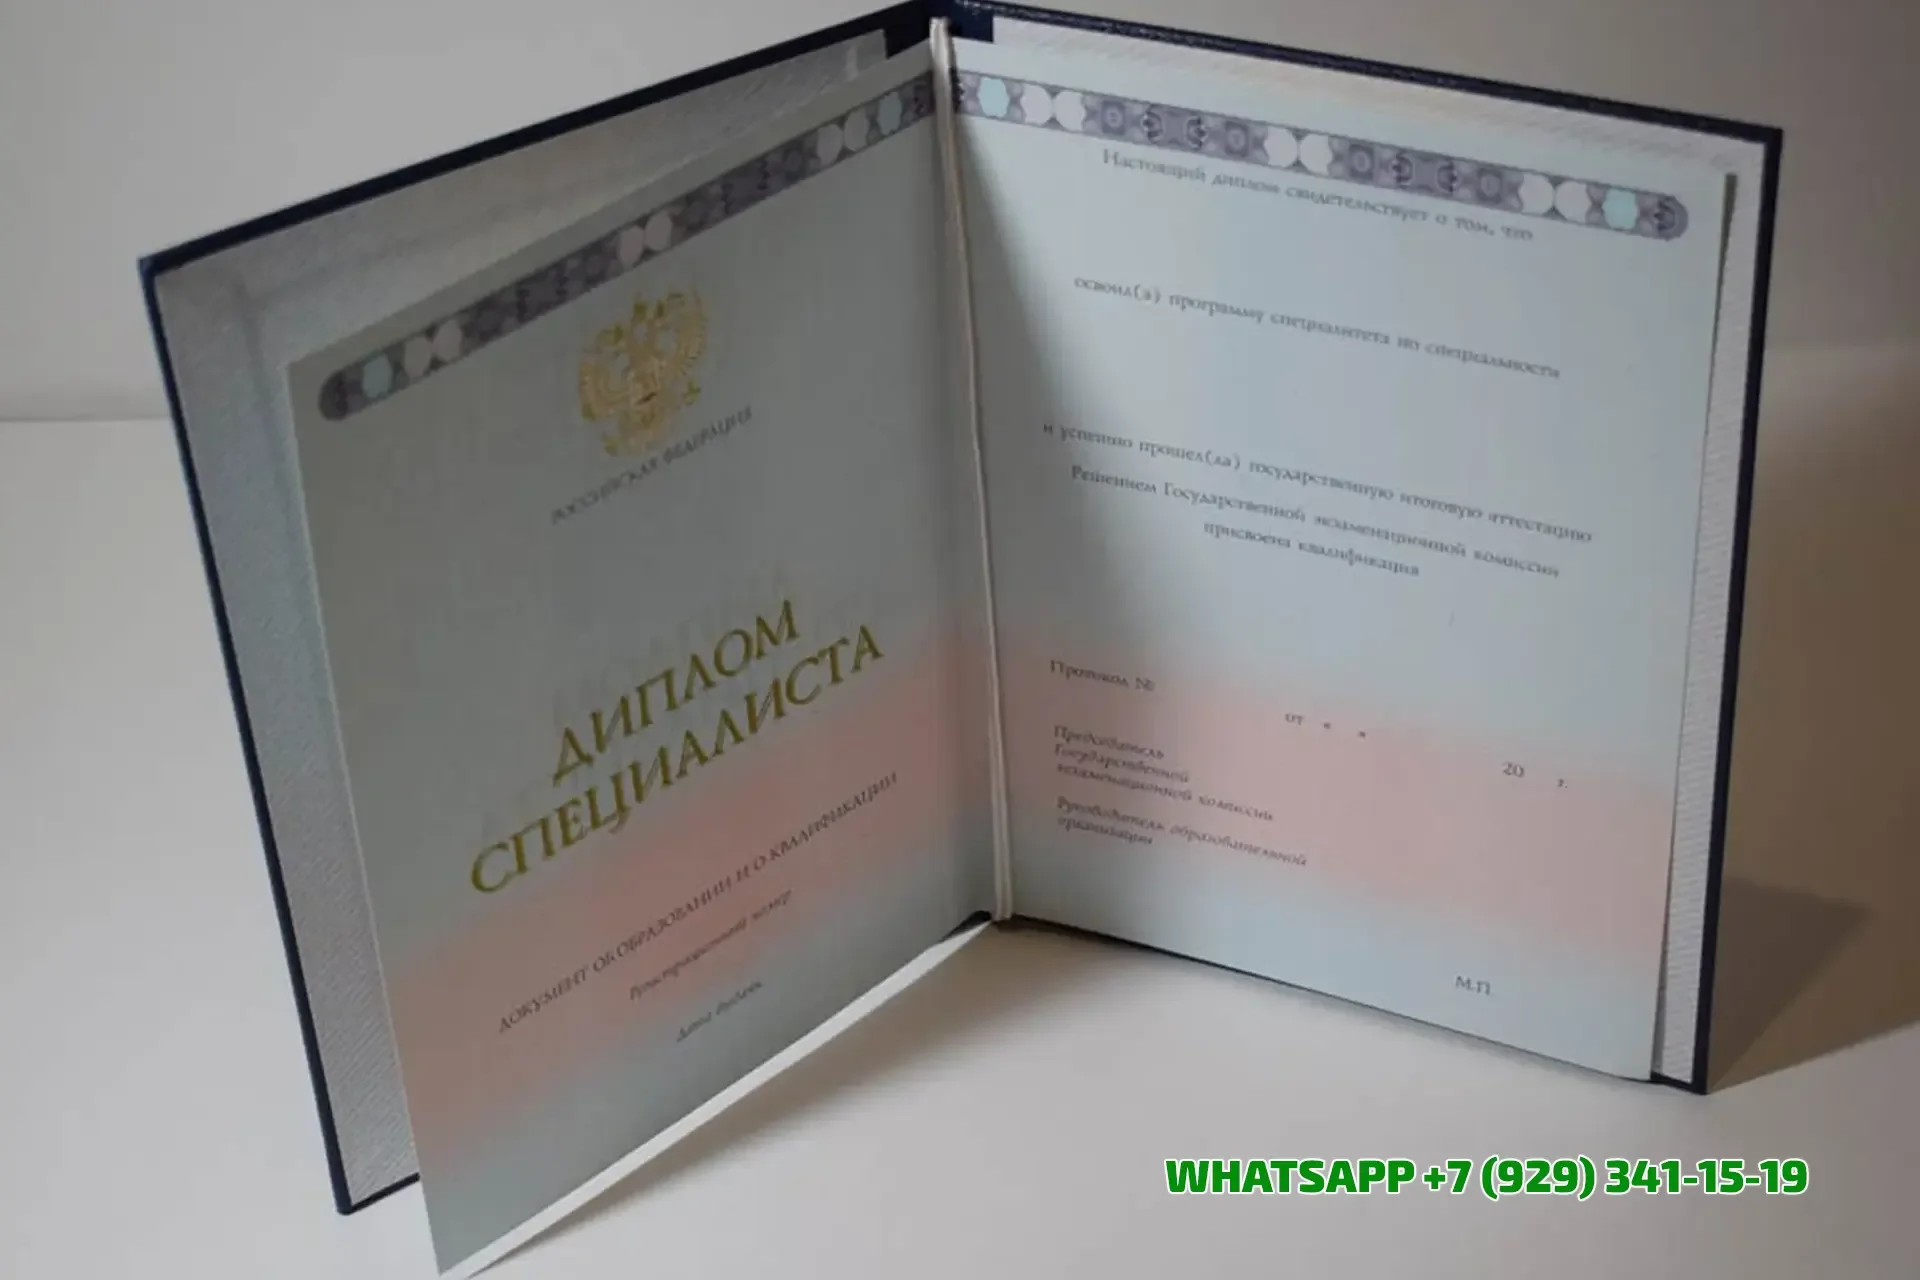 РОССИЙСКАЯ ФЕДЕРАЦИЯ
ДИПЛОМ
СПЕЦИАЛИСТА
ДОКУМЕНТ ОБ ОБРАЗОВАНИИ И О КВАЛИФИКАЦИИ
Регистрационный номер
Дата выдачи
Настоящий диплом свидетельствует о том, что
освоил(а) программу специалитета по специальности
и успешно прошел(ла) государственную итоговую аттестацию
Решением Государственной экзаменационной комиссии
присвоена квалификация
Протокол №
от « »
20 г.
Председатель
Государственной
экзаменационной комиссии
Руководитель образовательной
организации
М.П.
WHATSAPP +7 (929) 341-15-19